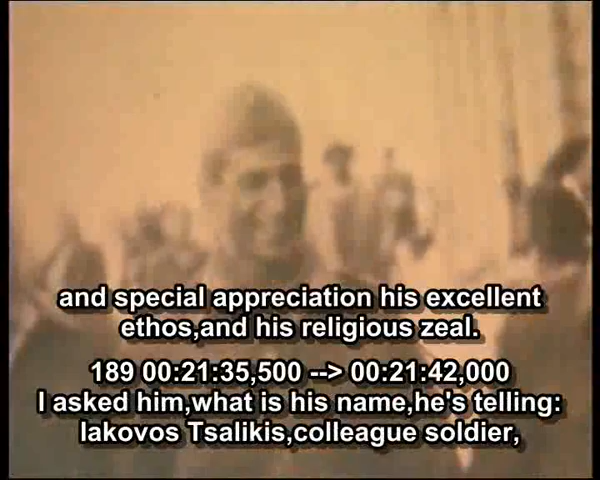 and special appreciation his excellent
ethos,and his religious zeal.
189 00:21:35,500 --> 00:21:42,000
I asked him,what is his name,he's telling:
Iakovos Tsalikis,colleague soldier,